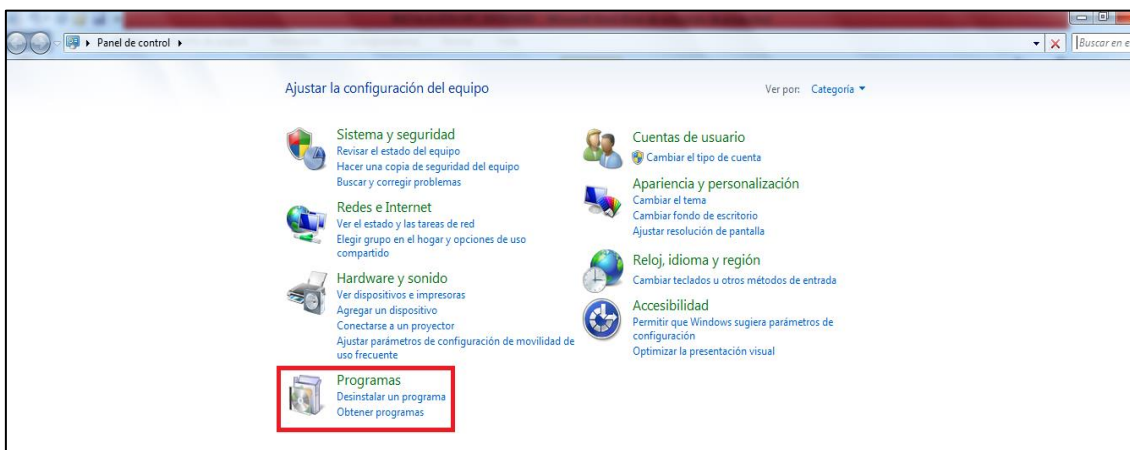 Panel de control
Buscar en e
Ajustar la configuración del equipo
Ver por: Categoría
Sistema y seguridad
Revisar el estado del equipo
Hacer una copia de seguridad del equipo
Buscar y corregir problemas
Redes e Internet
Ver el estado y las tareas de red
Elegir grupo en el hogar y opciones de uso
compartido
Hardware y sonido
Ver dispositivos e impresoras
Agregar un dispositivo
Conectarse a un proyector
Ajustar parámetros de configuración de movilidad de
uso frecuente
Programas
Desinstalar un programa
Obtener programas
Cuentas de usuario
Cambiar el tipo de cuenta
Apariencia y personalización
Cambiar el tema
Cambiar fondo de escritorio
Ajustar resolución de pantalla
Reloj, idioma y región
Cambiar teclados u otros métodos de entrada
Accesibilidad
Permitir que Windows sugiera parámetros de
configuración
Optimizar la presentación visual